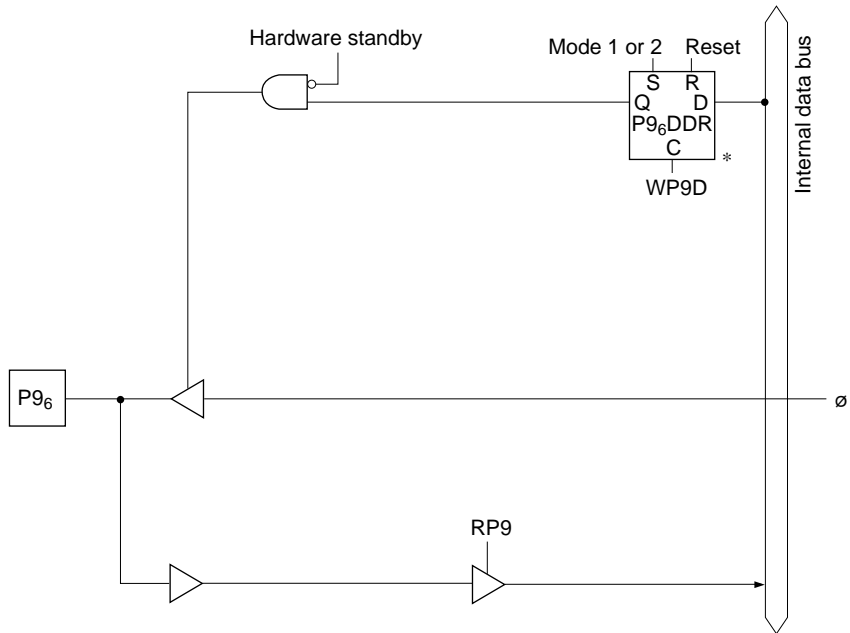 Hardware standby
Mode 1 or 2 Reset
S R
Q D
P9₆DDR
C
*
WP9D
Internal data bus
P9₆
ø
RP9